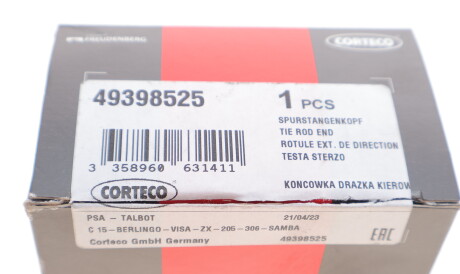 FREUDENBERG
CORTECO
49398525
1 PCS
SPURSTANGENKOPF
TIE ROD END
ROTULE EXT. DE DIRECTION
TESTA STERZO
3 358960 631411
CORTECO
KONCOWKA DRAZKA KIEROW
PSA - TALBOT
21/04/23
C 15-BERLINGO-VISA-ZX-205-306-SAMBA
Corteco GmbH Germany
49398525
EAC